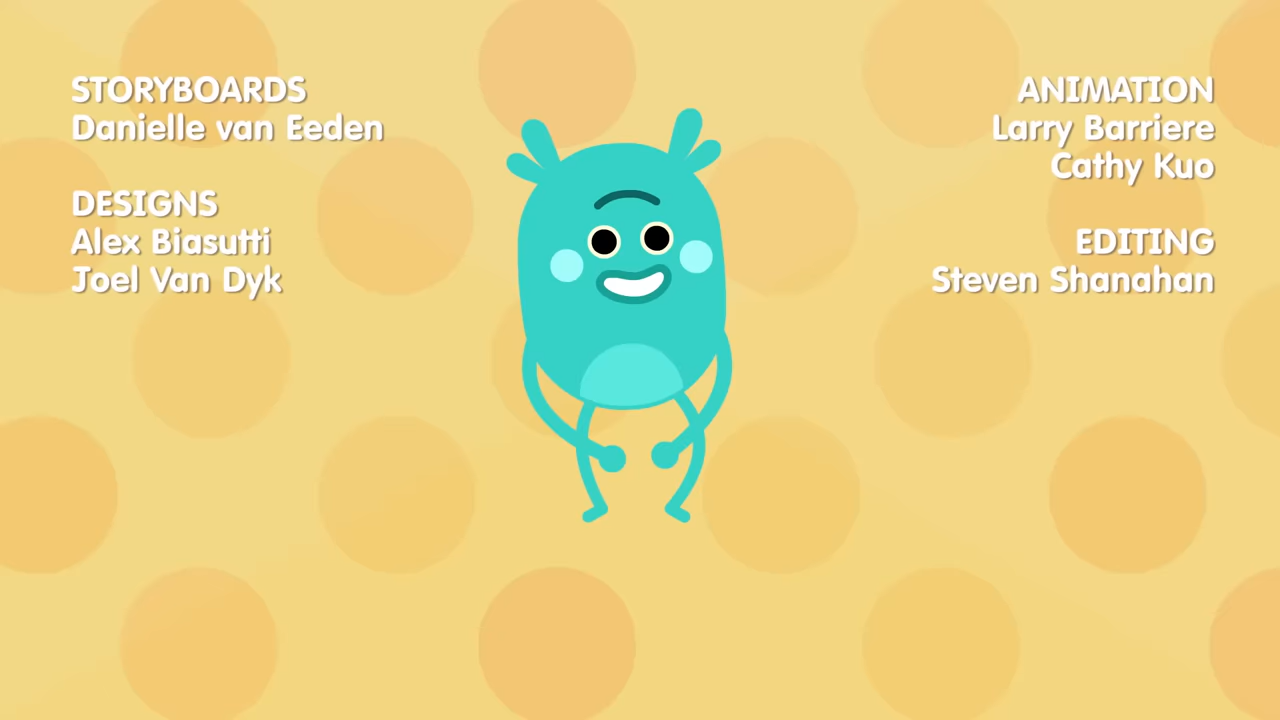 STORYBOARDS
Danielle van Eeden
DESIGNS
Alex Biasutti
Joel Van Dyk
ANIMATION
Larry Barriere
Cathy Kuo
EDITING
Steven Shanahan